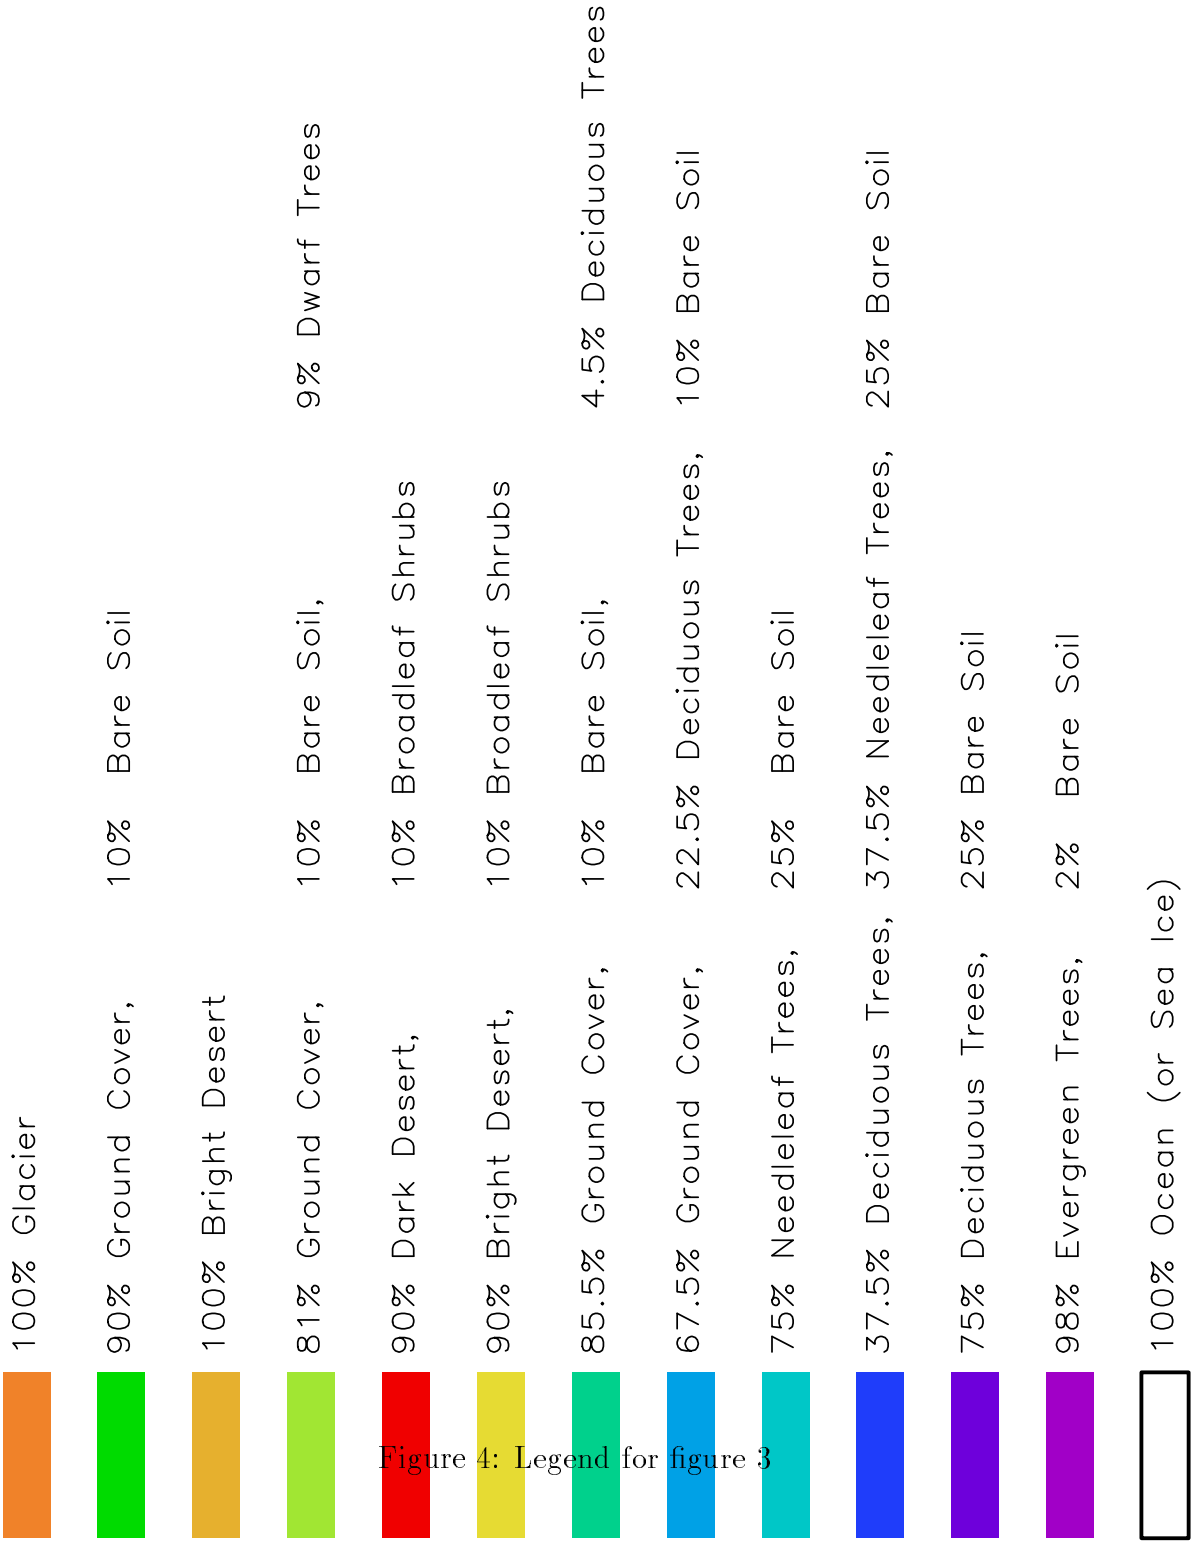 100% Glacier
90% Ground Cover, 10% Bare Soil
100% Bright Desert
81% Ground Cover, 10% Bare Soil, 9% Dwarf Trees
90% Dark Desert, 10% Broadleaf Shrubs
90% Bright Desert, 10% Broadleaf Shrubs
85.5% Ground Cover, 10% Bare Soil, 4.5% Deciduous Trees
67.5% Ground Cover, 22.5% Deciduous Trees, 10% Bare Soil
75% Needleleaf Trees, 25% Bare Soil
37.5% Deciduous Trees, 37.5% Needleleaf Trees, 25% Bare Soil
75% Deciduous Trees, 25% Bare Soil
98% Evergreen Trees, 2% Bare Soil
100% Ocean (or Sea Ice)
Figure 4: Legend for figure 3